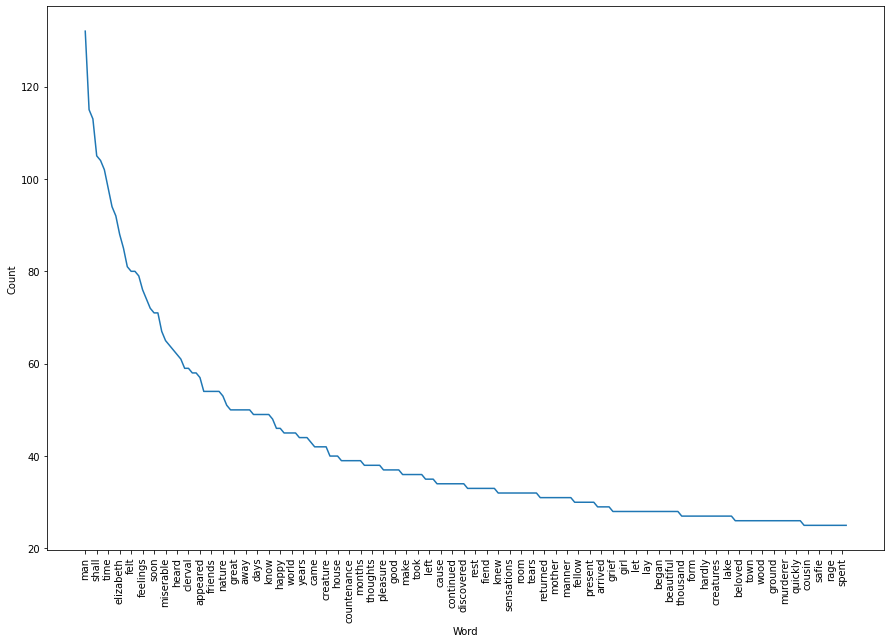 Count
120
100
80
60
40
20
man
shall
time
elizabeth
felt
feelings
soon
miserable
heard
clerval
appeared
friends
nature
great
away
days
know
happy
world
years
came
creature
house
countenance
months
thoughts
pleasure
good
make
took
left
cause
continued
discovered
rest
fiend
knew
sensations
room
tears
returned
mother
manner
fellow
present
arrived
grief
girl
let
lay
began
beautiful
thousand
form
hardly
creatures
lake
beloved
town
wood
ground
murderer
quickly
cousin
safie
rage
spent
Word